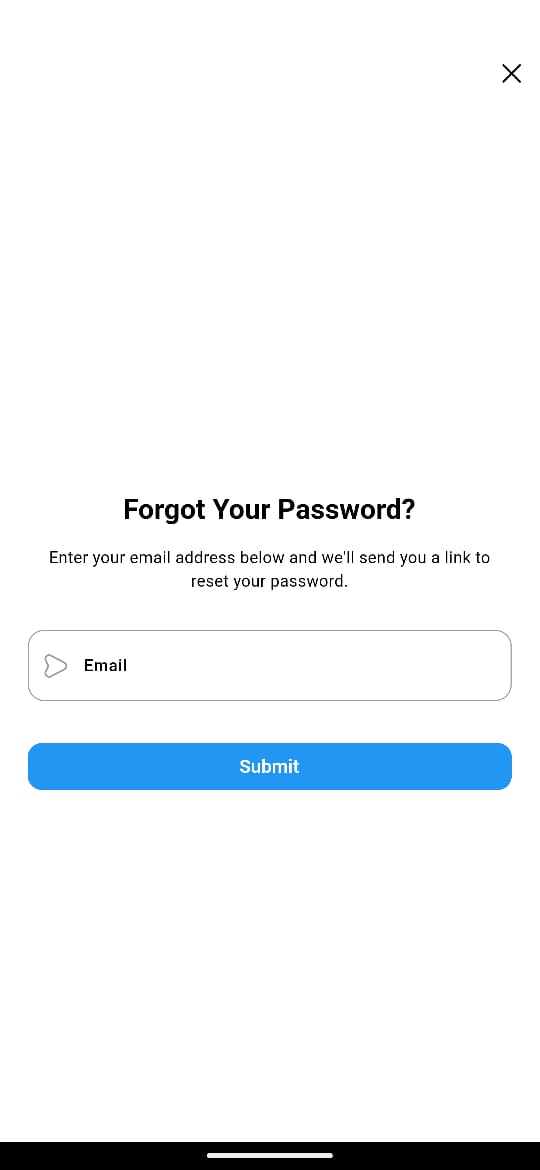 Forgot Your Password?
Enter your email address below and we'll send you a link to
reset your password.
Email
Submit